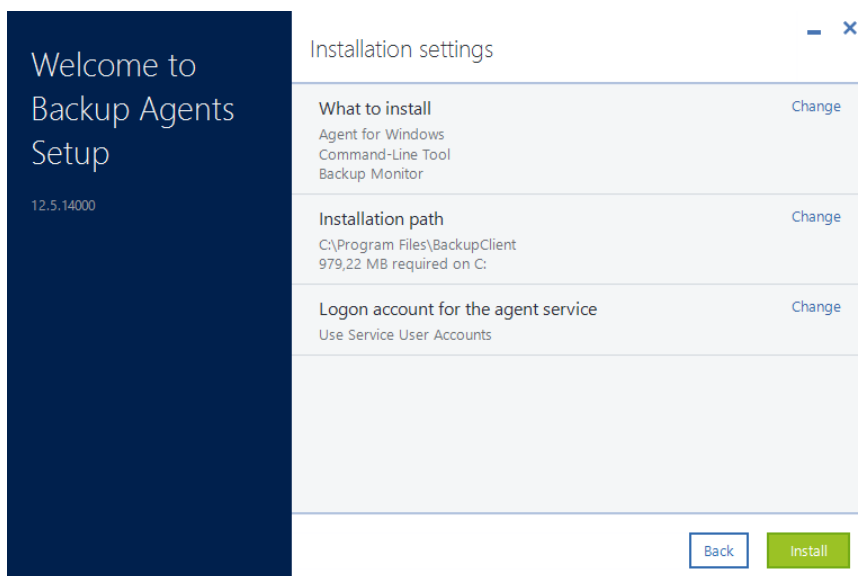 Welcome to
Backup Agents
Setup
12.5.14000
Installation settings
What to install
Change
Agent for Windows
Command-Line Tool
Backup Monitor
Installation path
Change
C:\Program Files\BackupClient
979,22 MB required on C:
Logon account for the agent service
Change
Use Service User Accounts
Back
Install